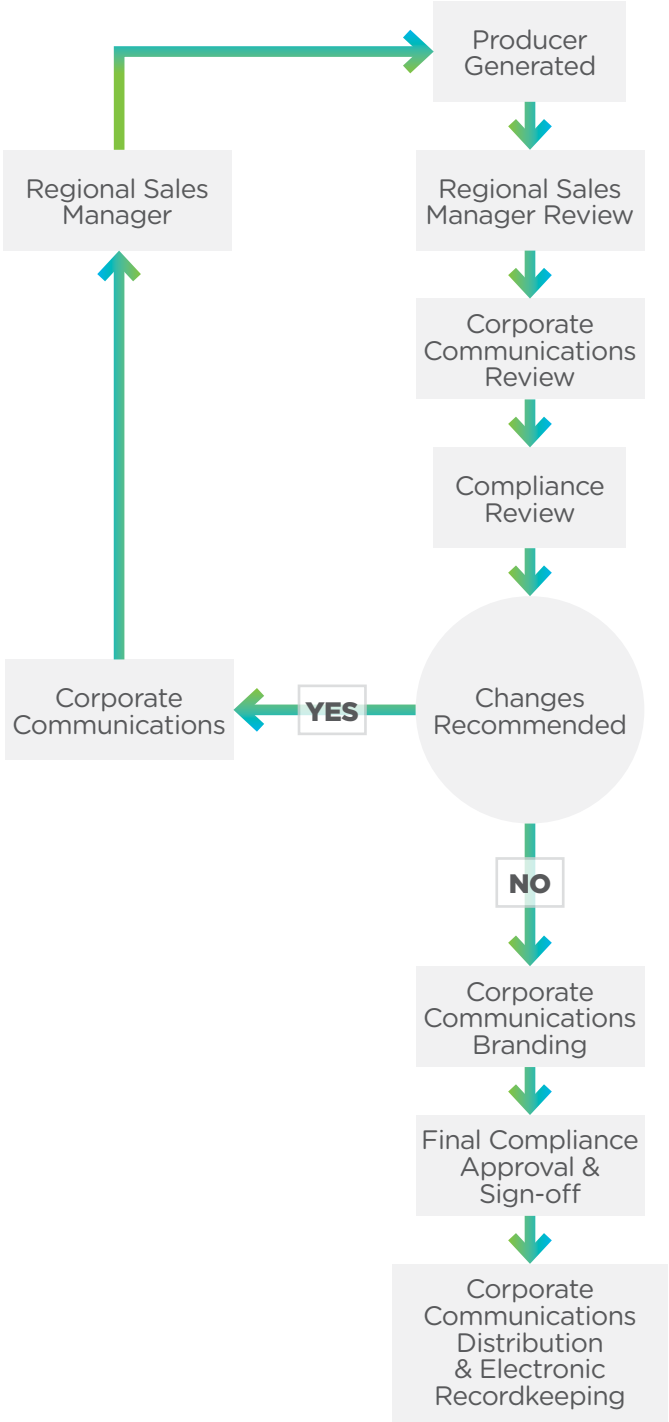 Producer
Generated
Regional Sales
Manager
Regional Sales
Manager Review
Corporate
Communications
Review
Compliance
Review
Corporate
Communications
YES
Changes
Recommended
NO
Corporate
Communications
Branding
Final Compliance
Approval &
Sign-off
Corporate
Communications
Distribution
& Electronic
Recordkeeping